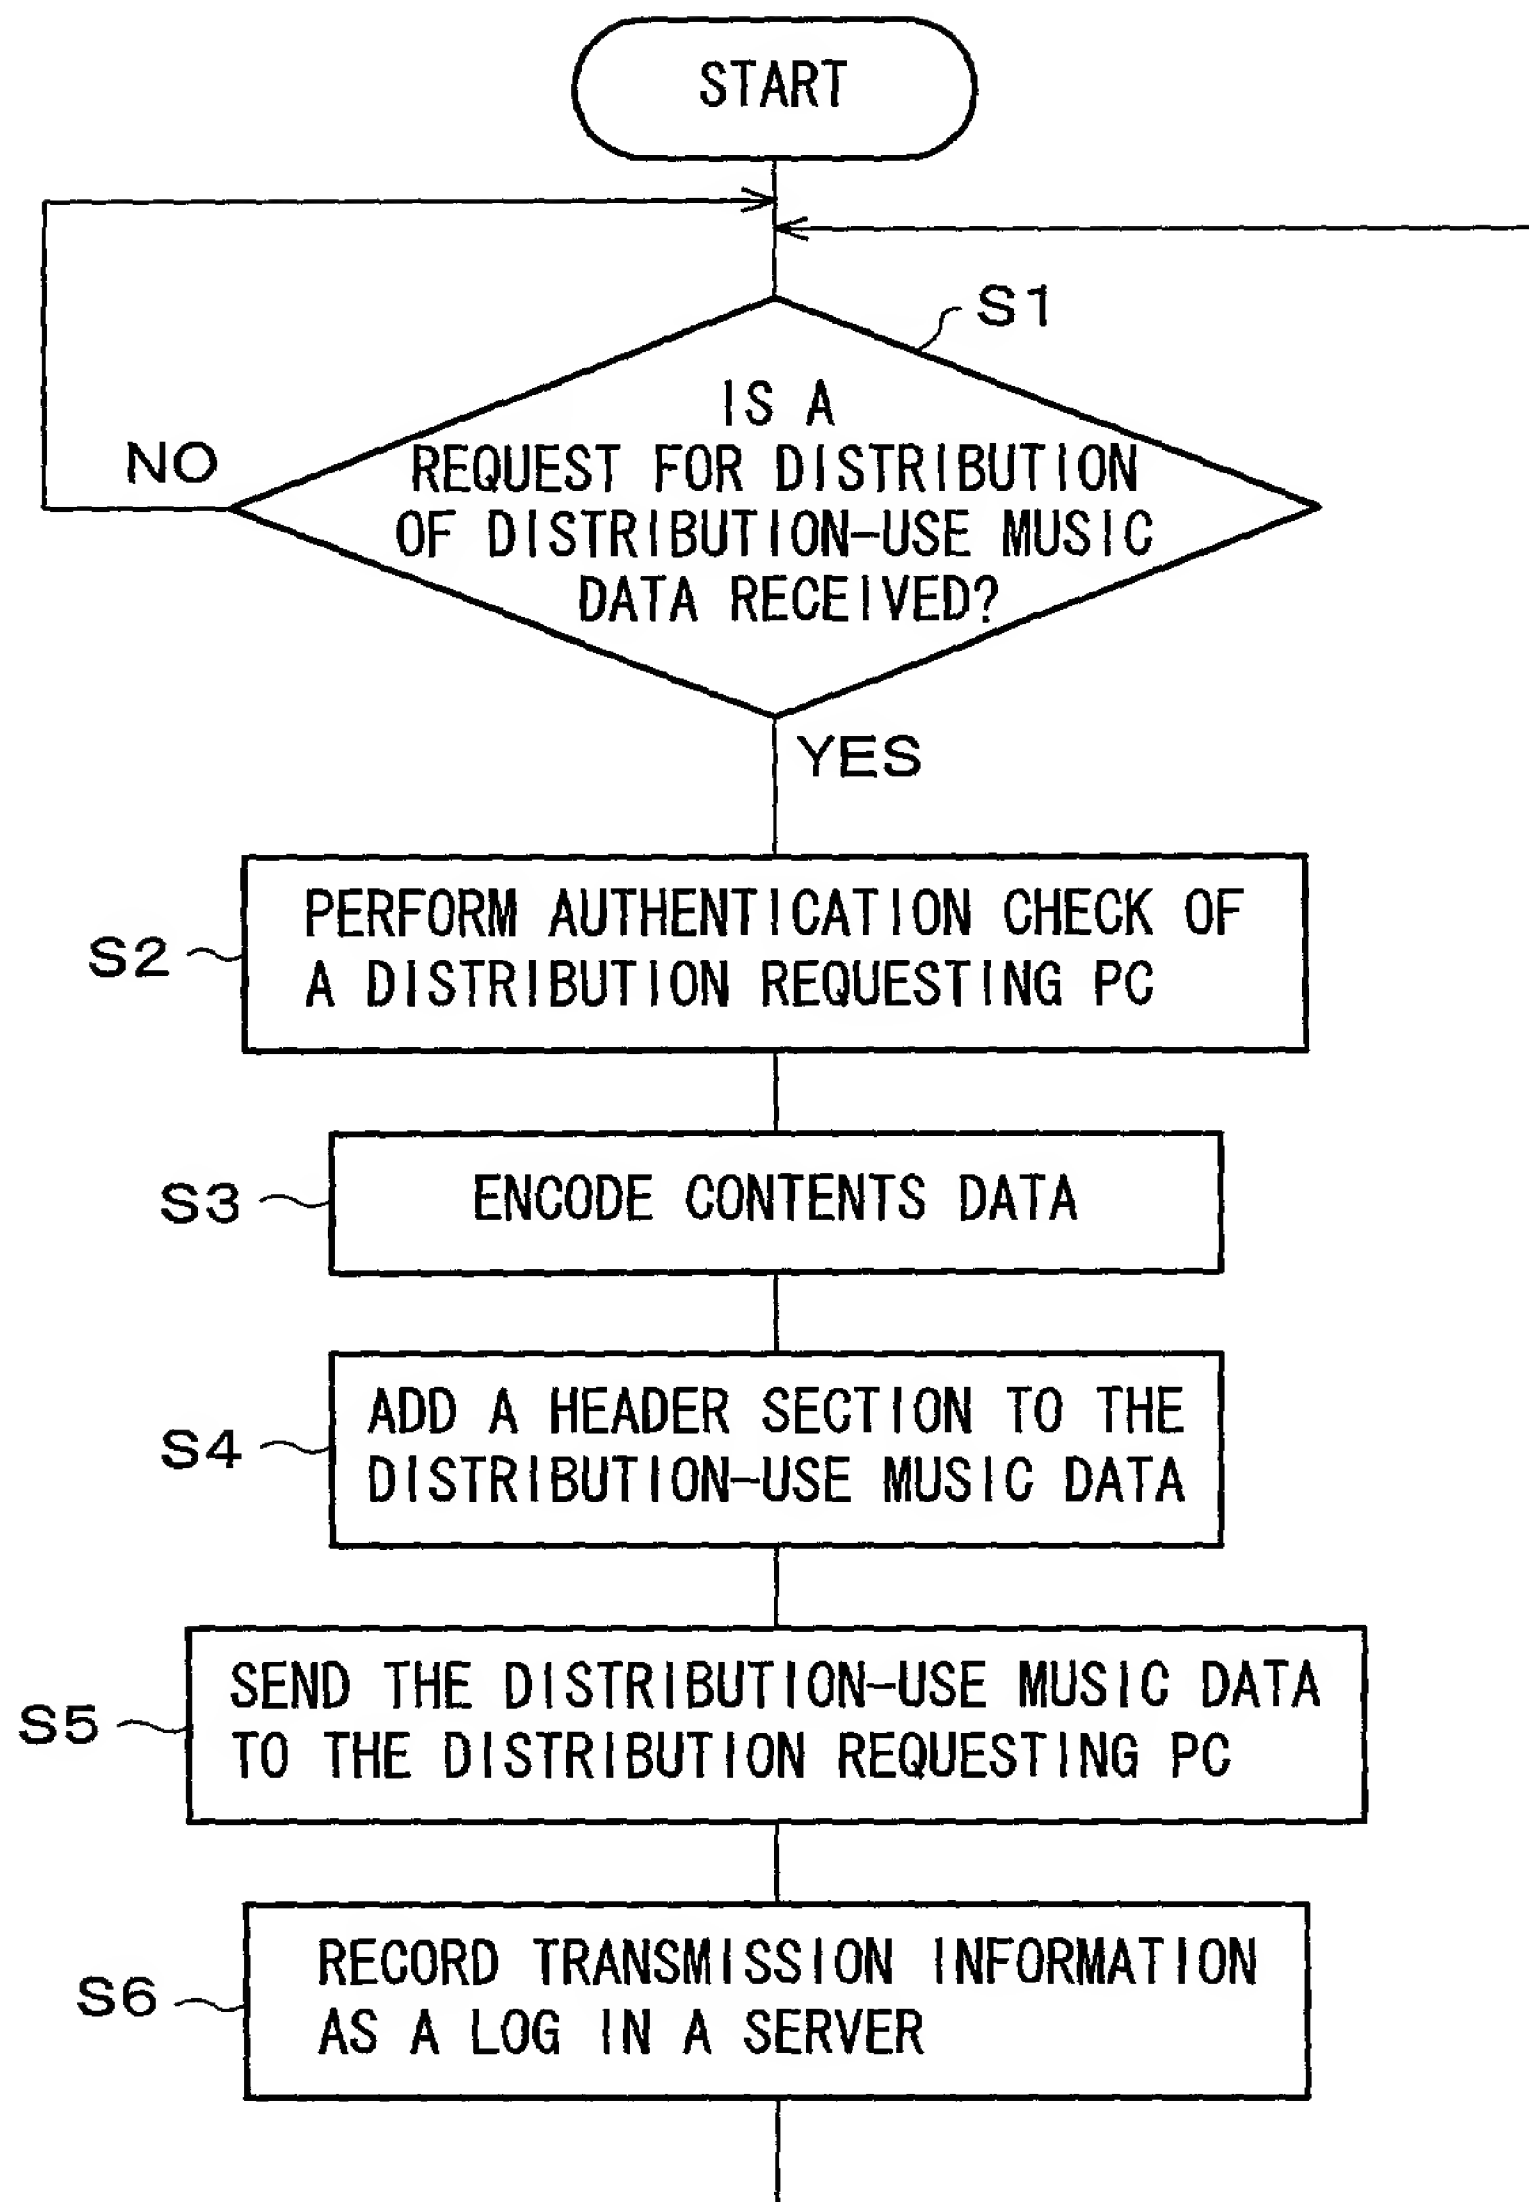 START
S1
IS A
REQUEST FOR DISTRIBUTION
OF DISTRIBUTION-USE MUSIC
DATA RECEIVED?
NO
YES
S2
PERFORM AUTHENTICATION CHECK OF
A DISTRIBUTION REQUESTING PC
S3
ENCODE CONTENTS DATA
S4
ADD A HEADER SECTION TO THE
DISTRIBUTION-USE MUSIC DATA
S5
SEND THE DISTRIBUTION-USE MUSIC DATA
TO THE DISTRIBUTION REQUESTING PC
S6
RECORD TRANSMISSION INFORMATION
AS A LOG IN A SERVER